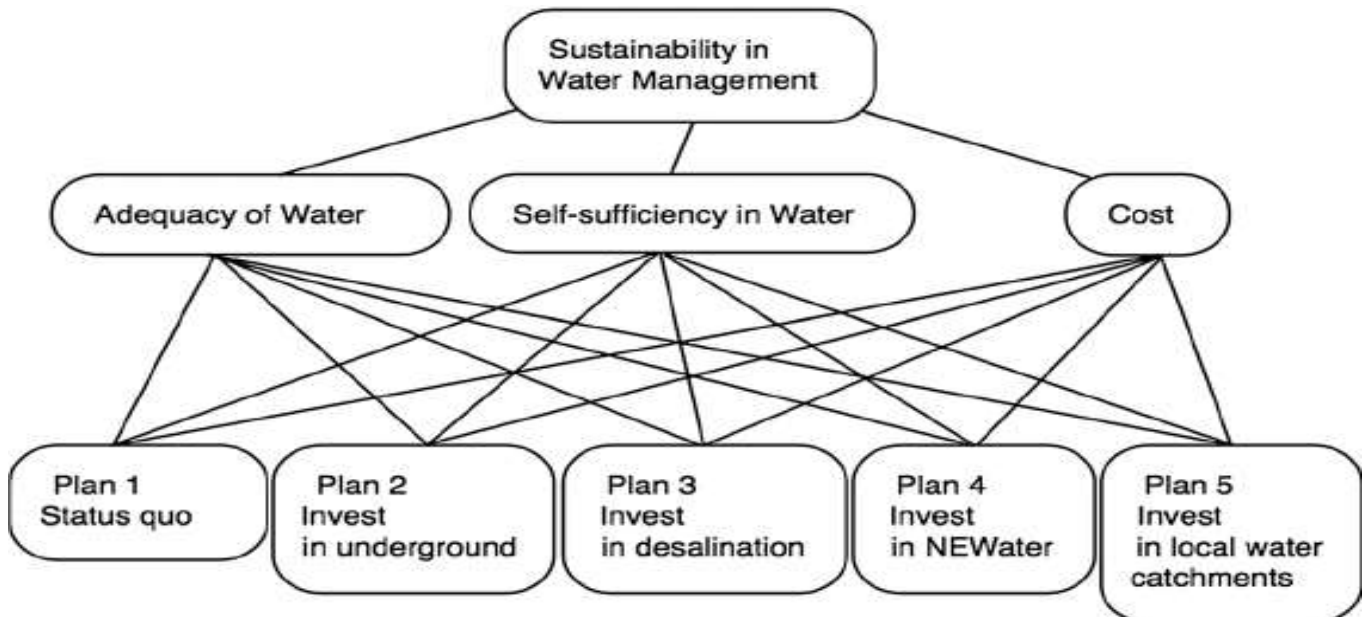 Sustainability in
Water Management
Adequacy of Water
Self-sufficiency in Water
Cost
Plan 1
Status quo
Plan 2
Invest
in underground
Plan 3
Invest
in desalination
Plan 4
Invest
in NEWater
Plan 5
Invest
in local water
catchments